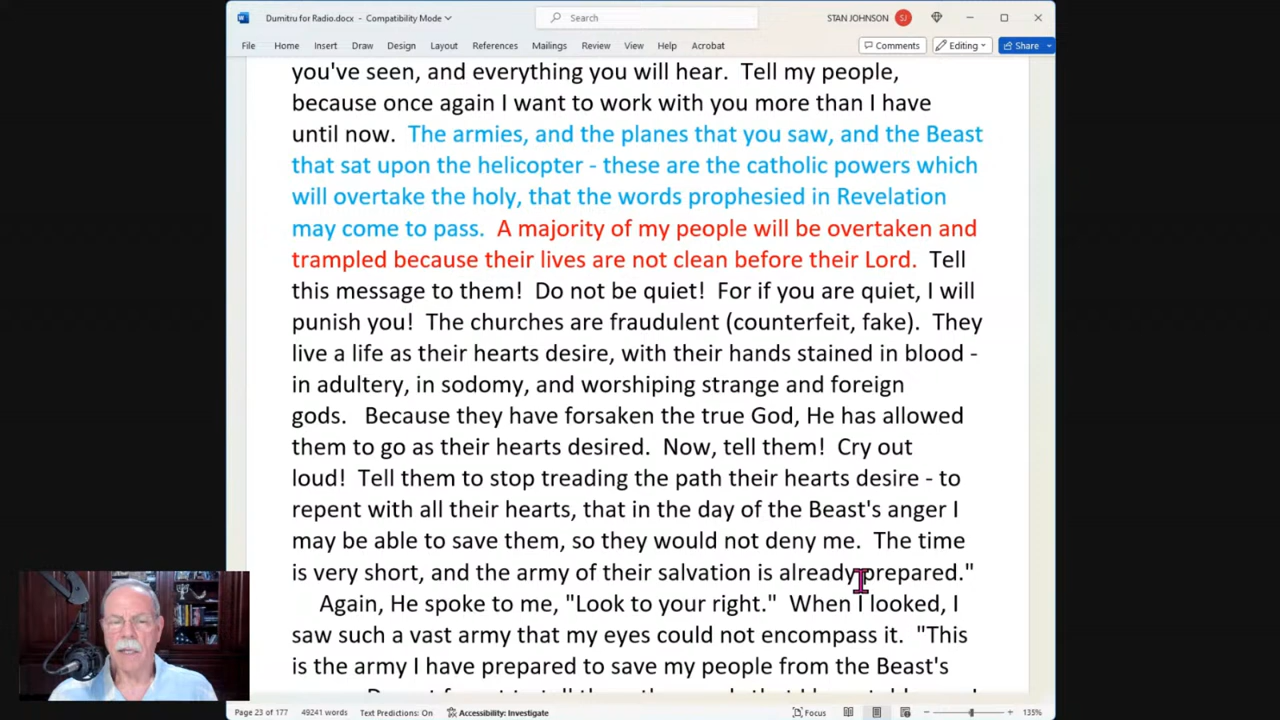 Dumitru for Radio.docx - Compatibility Mode
Search
STAN JOHNSON SJ
File Home Insert Draw Design Layout References Mailings Review View Help Acrobat Comments Editing Share
you've seen, and everything you will hear. Tell my people,
because once again I want to work with you more than I have
until now. The armies, and the planes that you saw, and the Beast
that sat upon the helicopter - these are the catholic powers which
will overtake the holy, that the words prophesied in Revelation
may come to pass. A majority of my people will be overtaken and
trampled because their lives are not clean before their Lord. Tell
this message to them! Do not be quiet! For if you are quiet, I will
punish you! The churches are fraudulent (counterfeit, fake). They
live a life as their hearts desire, with their hands stained in blood -
in adultery, in sodomy, and worshiping strange and foreign
gods. Because they have forsaken the true God, He has allowed
them to go as their hearts desired. Now, tell them! Cry out
loud! Tell them to stop treading the path their hearts desire - to
repent with all their hearts, that in the day of the Beast's anger I
may be able to save them, so they would not deny me. The time
is very short, and the army of their salvation is already prepared."
Again, He spoke to me, "Look to your right." When I looked, I
saw such a vast army that my eyes could not encompass it. "This
is the army I have prepared to save my people from the Beast's
Page 23 of 177 49241 words Text Predictions: On Accessibility: Investigate Focus 135%